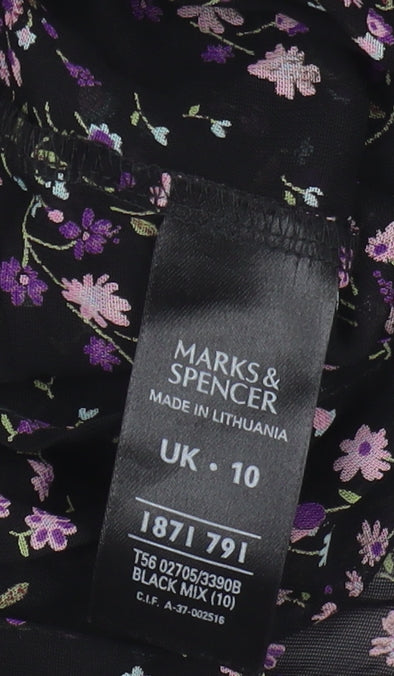 MARKS &
SPENCER
MADE IN LITHUANIA
UK · 10
1871 791
T56 02705/3390B
BLACK MIX (10)
C.I.F. A-37-002516